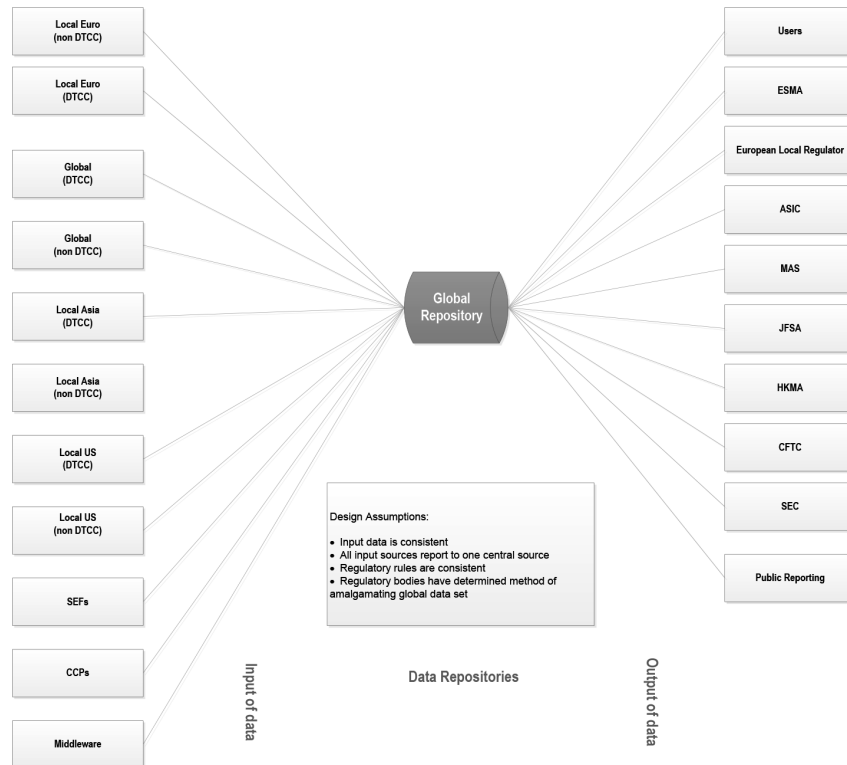 Local Euro
(non DTCC)
Local Euro
(DTCC)
Global
(DTCC)
Global
(non DTCC)
Local Asia
(DTCC)
Local Asia
(non DTCC)
Local US
(DTCC)
Local US
(non DTCC)
SEFs
CCPs
Middleware
Global
Repository
Design Assumptions:
• Input data is consistent
• All input sources report to one central source
• Regulatory rules are consistent
• Regulatory bodies have determined method of
amalgamating global data set
Input of data
Data Repositories
Output of data
Users
ESMA
European Local Regulator
ASIC
MAS
JFSA
HKMA
CFTC
SEC
Public Reporting